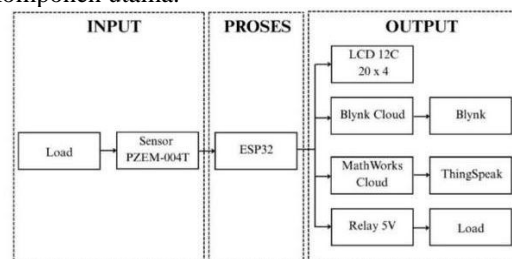 komponen utama.
INPUT
PROSES
OUTPUT
Load
Sensor
PZEM-004T
ESP32
LCD 12C
20 x 4
Blynk Cloud
Blynk
MathWorks
Cloud
ThingSpeak
Relay 5V
Load